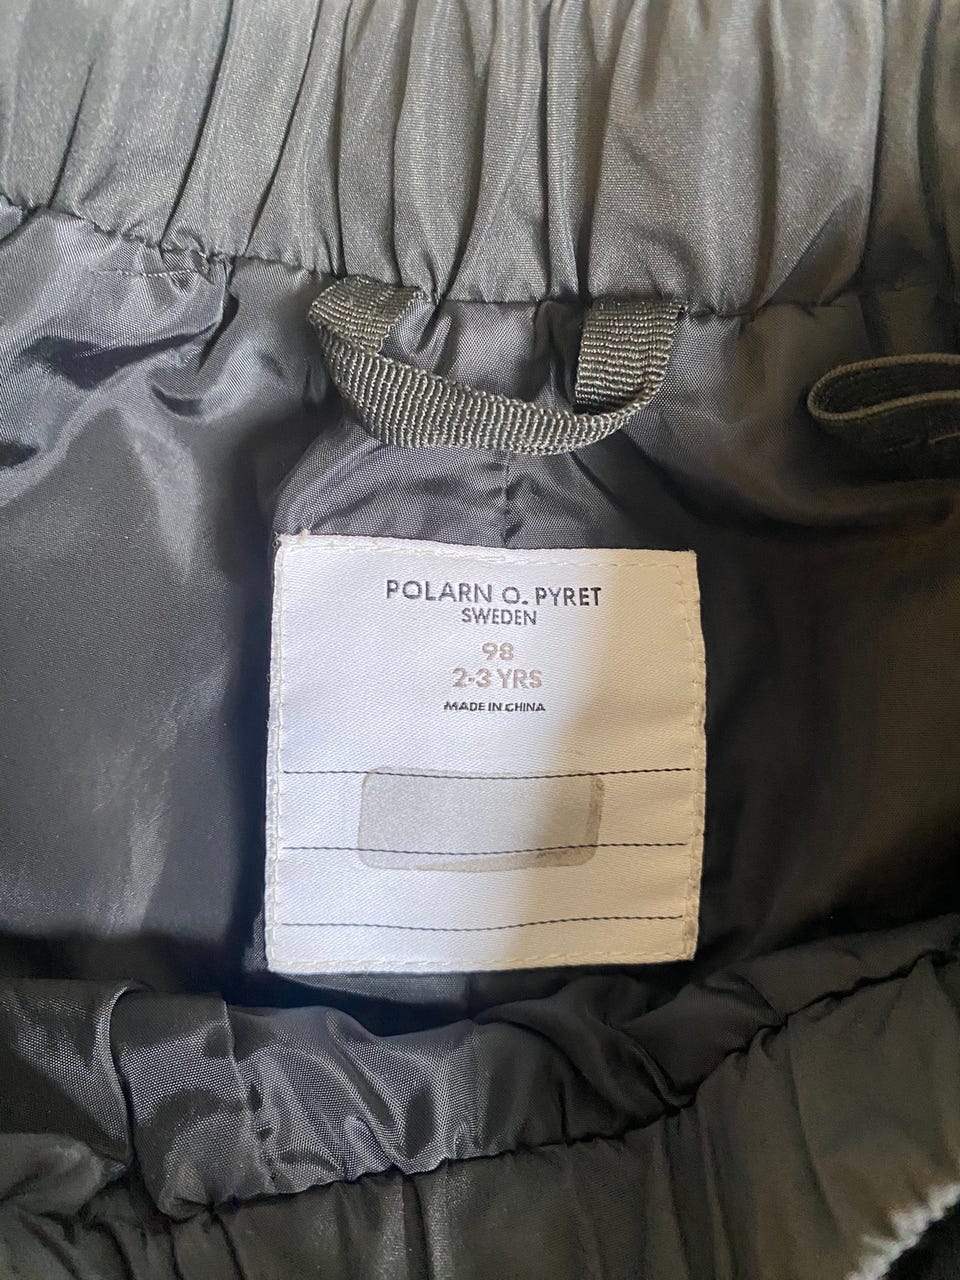 POLARN O. PYRET
SWEDEN
98
2-3 YRS
MADE IN CHINA